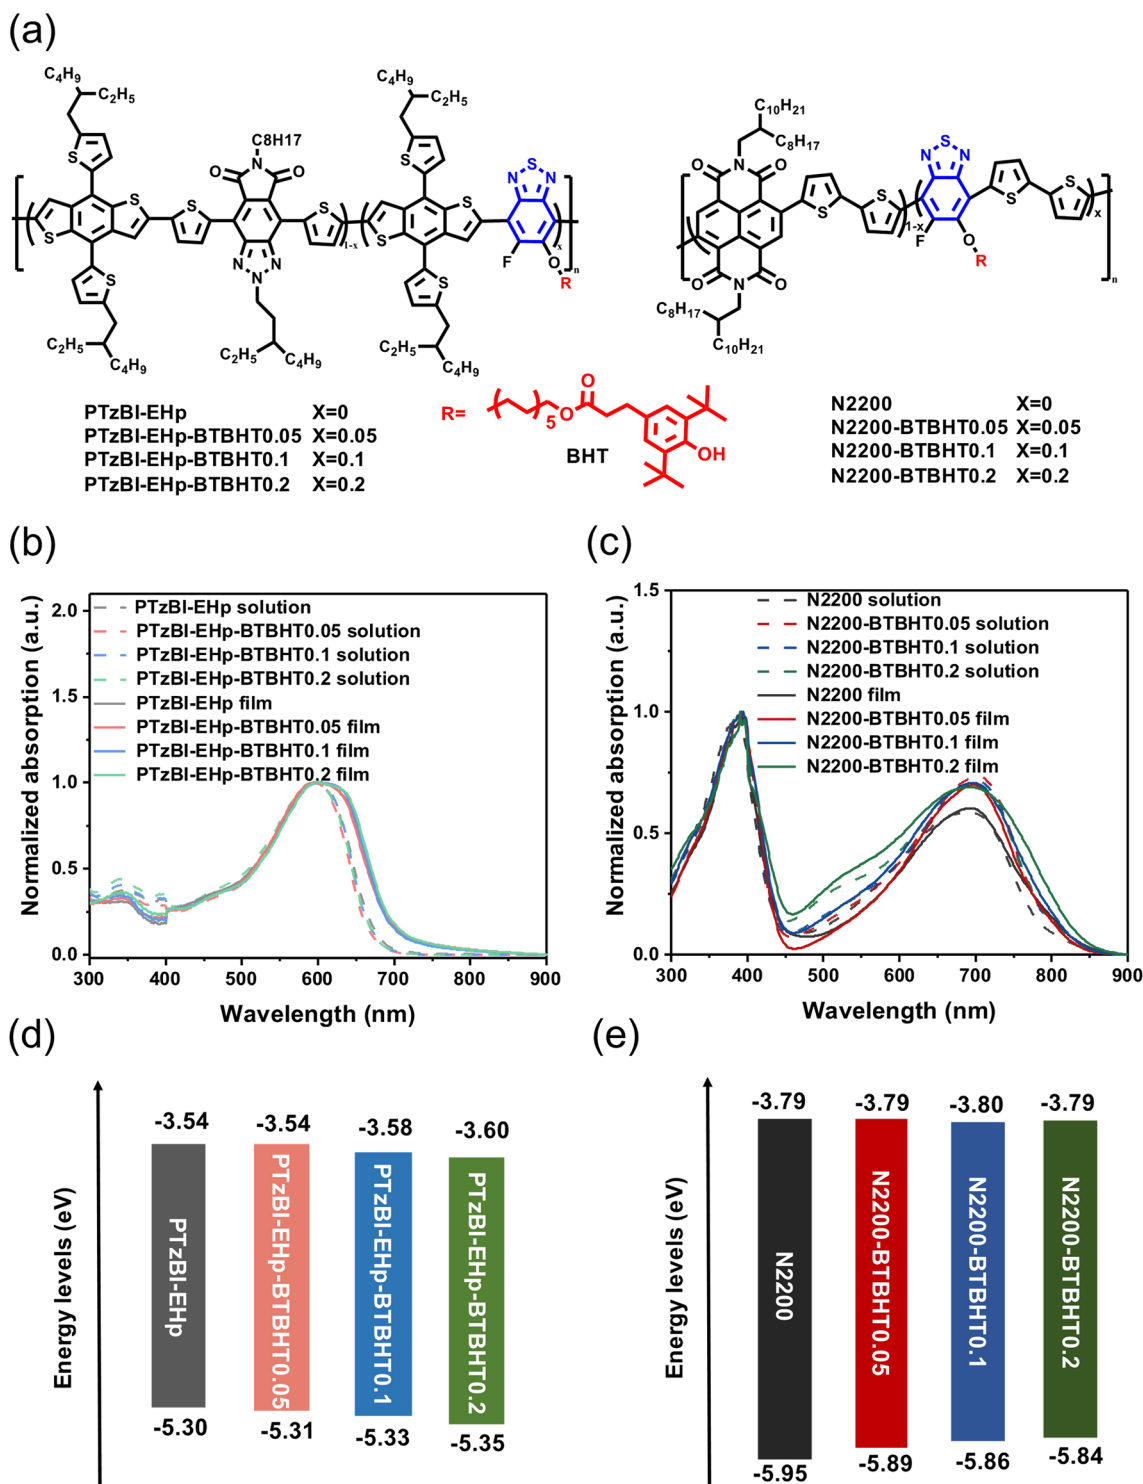 (a)
C4H9
C2H5
C4H9
C2H5
C10H21
C8H17
C8H17
N
O
O
S
S
S
S
S
S
S
S
N
N
N
F
O
R
1-x
x
n
N
N
S
N
O
O
O
O
N
S
S
S
S
N
N
S
F
O
R
1-x
x
n
C2H5
C4H9
C2H5
C4H9
C2H5
C4H9
C8H17
C10H21
PTzBI-EHp X=0
PTzBI-EHp-BTBHT0.05 X=0.05
PTzBI-EHp-BTBHT0.1 X=0.1
PTzBI-EHp-BTBHT0.2 X=0.2
R=
5
O
O
OH
BHT
N2200 X=0
N2200-BTBHT0.05 X=0.05
N2200-BTBHT0.1 X=0.1
N2200-BTBHT0.2 X=0.2
(b)
Normalized absorption (a.u.)
2.0
1.5
1.0
0.5
0.0
PTzBI-EHp solution
PTzBI-EHp-BTBHT0.05 solution
PTzBI-EHp-BTBHT0.1 solution
PTzBI-EHp-BTBHT0.2 solution
PTzBI-EHp film
PTzBI-EHp-BTBHT0.05 film
PTzBI-EHp-BTBHT0.1 film
PTzBI-EHp-BTBHT0.2 film
300 400 500 600 700 800 900
Wavelength (nm)
(c)
Normalized absorption (a.u.)
1.5
1.0
0.5
0.0
N2200 solution
N2200-BTBHT0.05 solution
N2200-BTBHT0.1 solution
N2200-BTBHT0.2 solution
N2200 film
N2200-BTBHT0.05 film
N2200-BTBHT0.1 film
N2200-BTBHT0.2 film
300 400 500 600 700 800 900
Wavelength (nm)
(d)
Energy levels (eV)
-3.54 -3.54 -3.58 -3.60
PTzBI-EHp
PTzBI-EHp-BTBHT0.05
PTzBI-EHp-BTBHT0.1
PTzBI-EHp-BTBHT0.2
-5.30 -5.31 -5.33 -5.35
(e)
Energy levels (eV)
-3.79 -3.79 -3.80 -3.79
N2200
N2200-BTBHT0.05
N2200-BTBHT0.1
N2200-BTBHT0.2
-5.95 -5.89 -5.86 -5.84